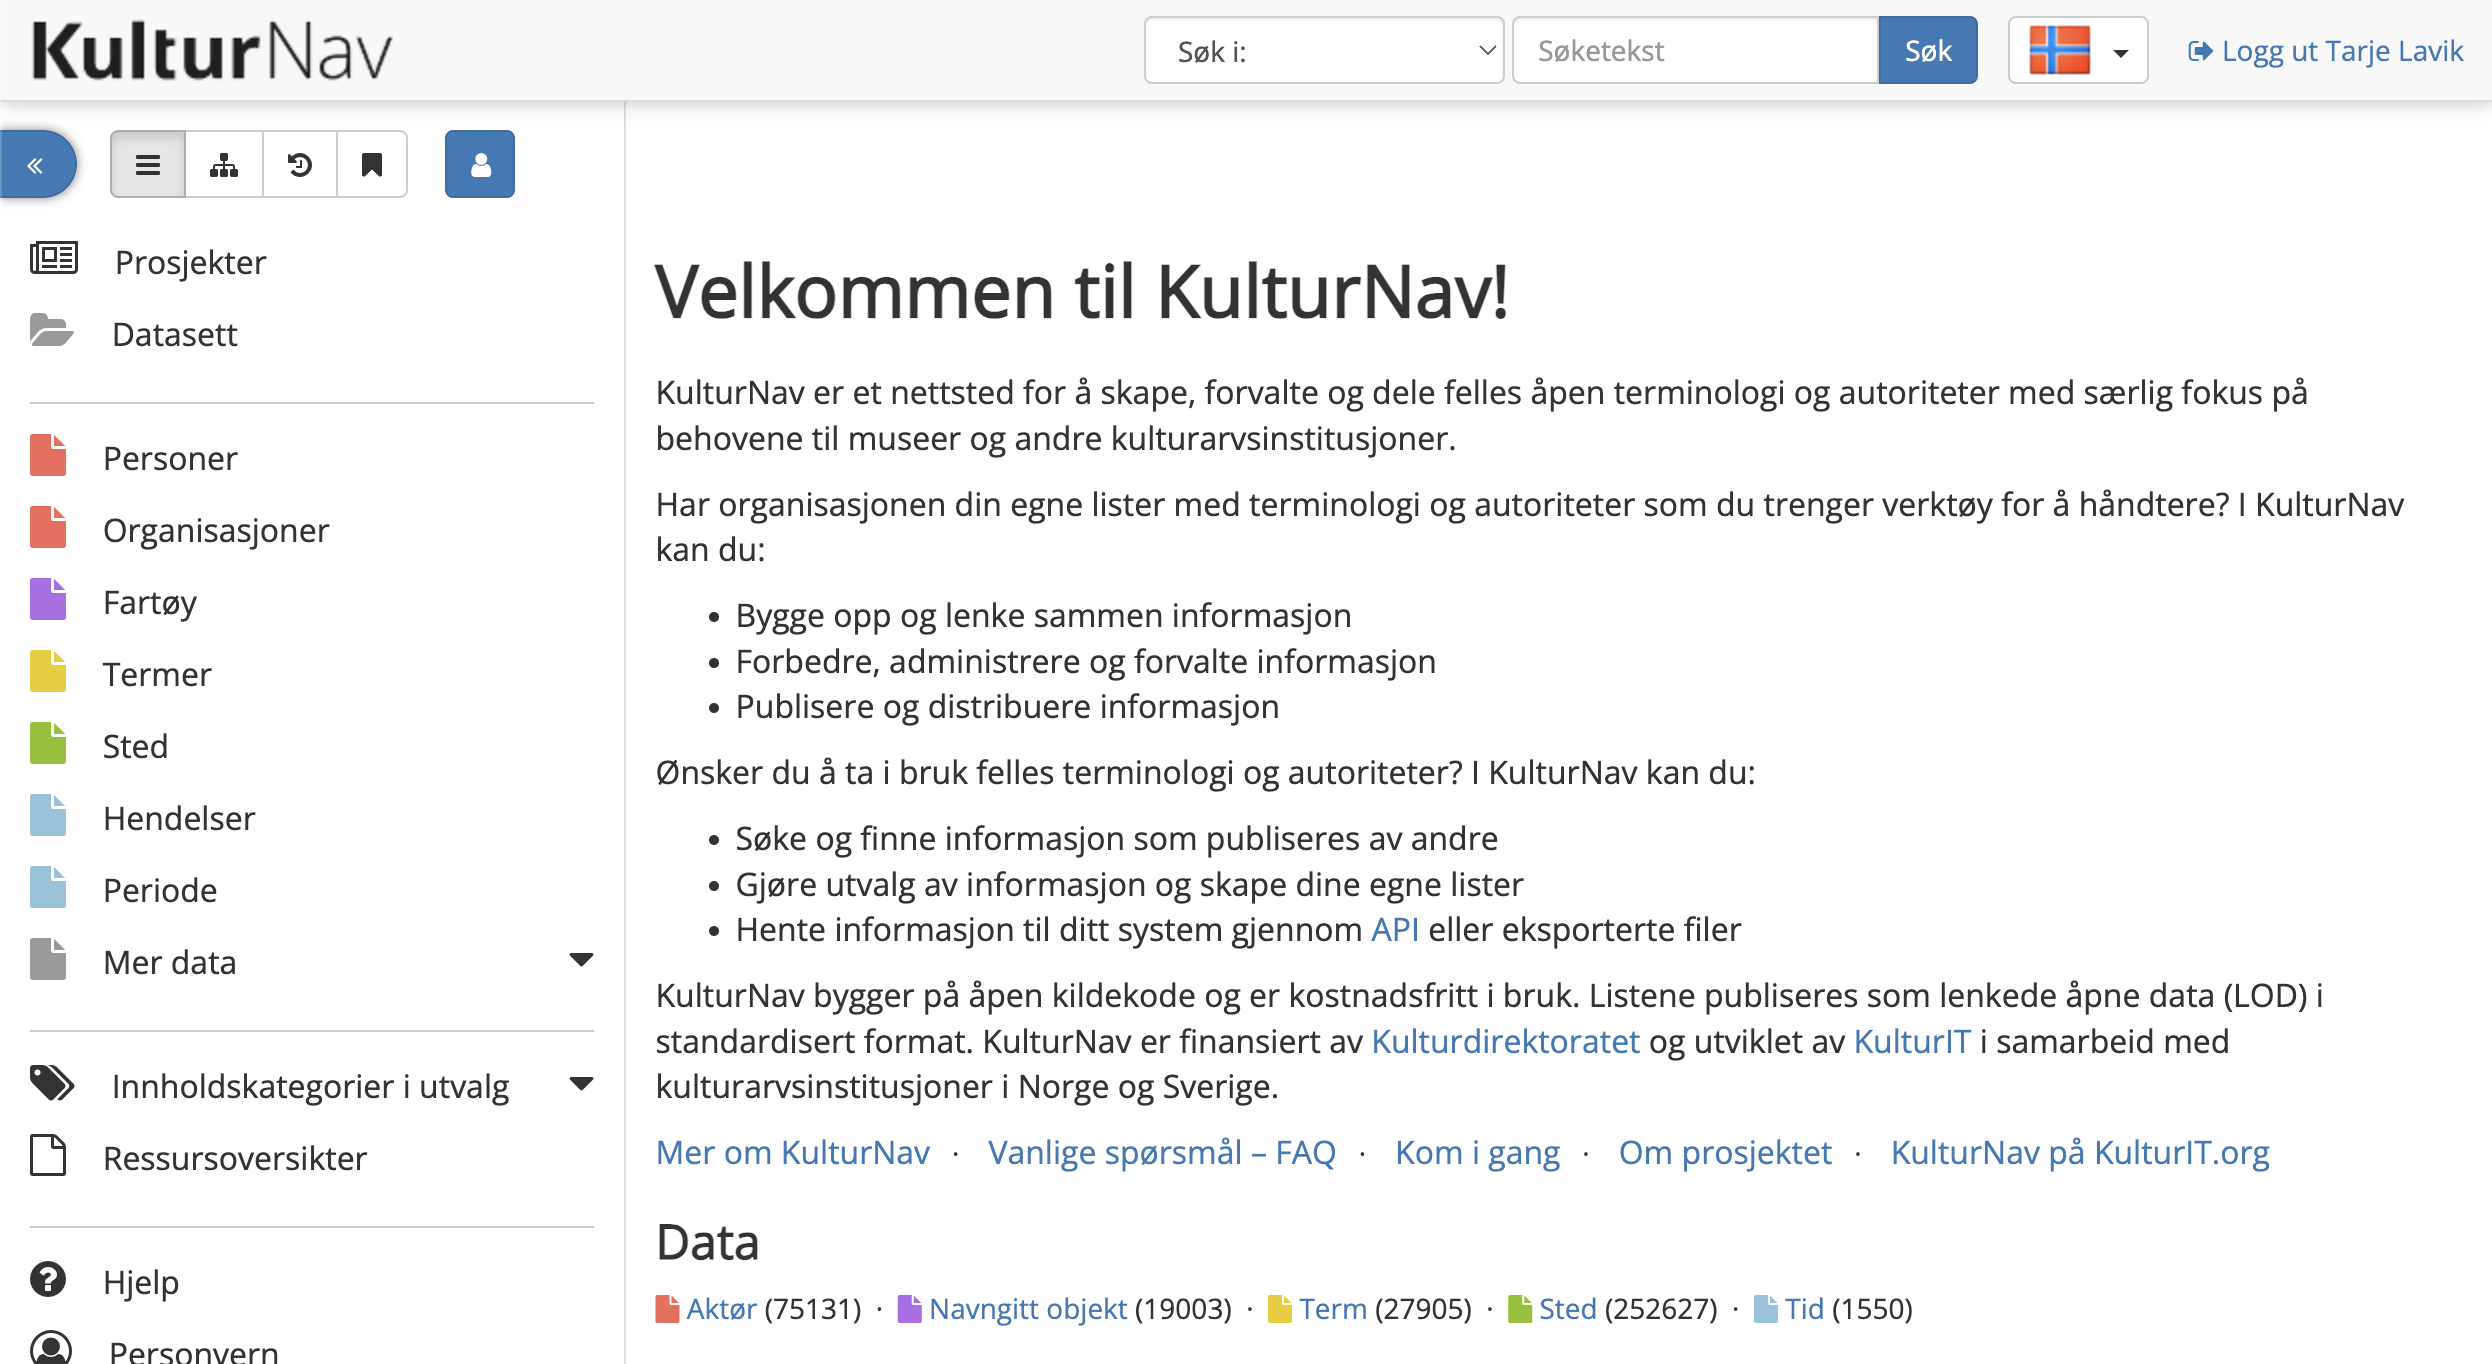 KulturNav
Søk i:
Søketekst
Søk
Logg ut Tarje Lavik
Prosjekter
Datasett
Personer
Organisasjoner
Fartøy
Termer
Sted
Hendelser
Periode
Mer data
Innholdskategorier i utvalg
Ressursoversikter
Hjelp
Personvern
Velkommen til KulturNav!
KulturNav er et nettsted for å skape, forvalte og dele felles åpen terminologi og autoriteter med særlig fokus på
behovene til museer og andre kulturarvsinstitusjoner.
Har organisasjonen din egne lister med terminologi og autoriteter som du trenger verktøy for å håndtere? I KulturNav
kan du:
• Bygge opp og lenke sammen informasjon
• Forbedre, administrere og forvalte informasjon
• Publisere og distribuere informasjon
Ønsker du å ta i bruk felles terminologi og autoriteter? I KulturNav kan du:
• Søke og finne informasjon som publiseres av andre
• Gjøre utvalg av informasjon og skape dine egne lister
• Hente informasjon til ditt system gjennom API eller eksporterte filer
KulturNav bygger på åpen kildekode og er kostnadsfritt i bruk. Listene publiseres som lenkede åpne data (LOD) i
standardisert format. KulturNav er finansiert av Kulturdirektoratet og utviklet av KulturIT i samarbeid med
kulturarvsinstitusjoner i Norge og Sverige.
Mer om KulturNav · Vanlige spørsmål – FAQ · Kom i gang · Om prosjektet · KulturNav på KulturIT.org
Data
Aktør (75131) · Navngitt objekt (19003) · Term (27905) · Sted (252627) · Tid (1550)